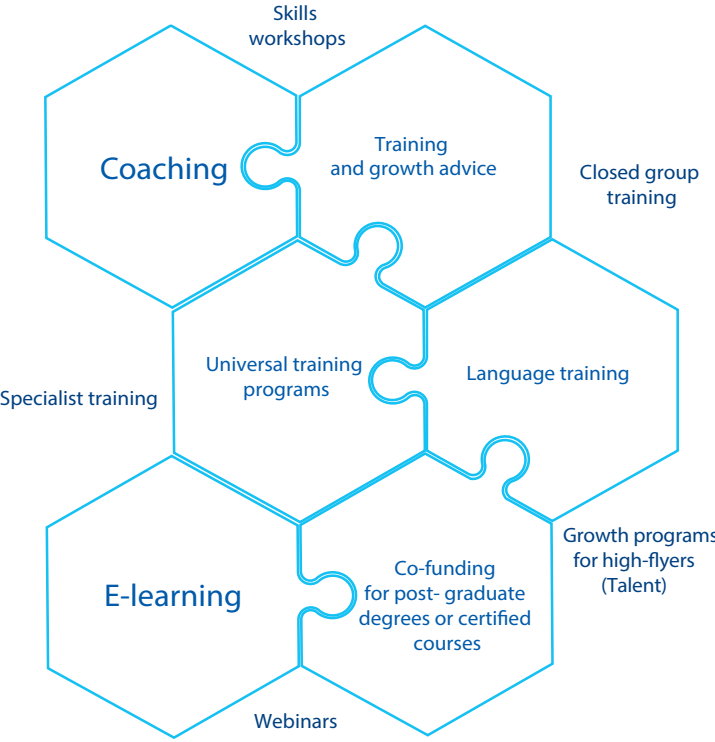 Skills
workshops
Coaching
Training
and growth advice
Closed group
training
Universal training
programs
Language training
Specialist training
Growth programs
for high-flyers
(Talent)
E-learning
Co-funding
for post- graduate
degrees or certified
courses
Webinars